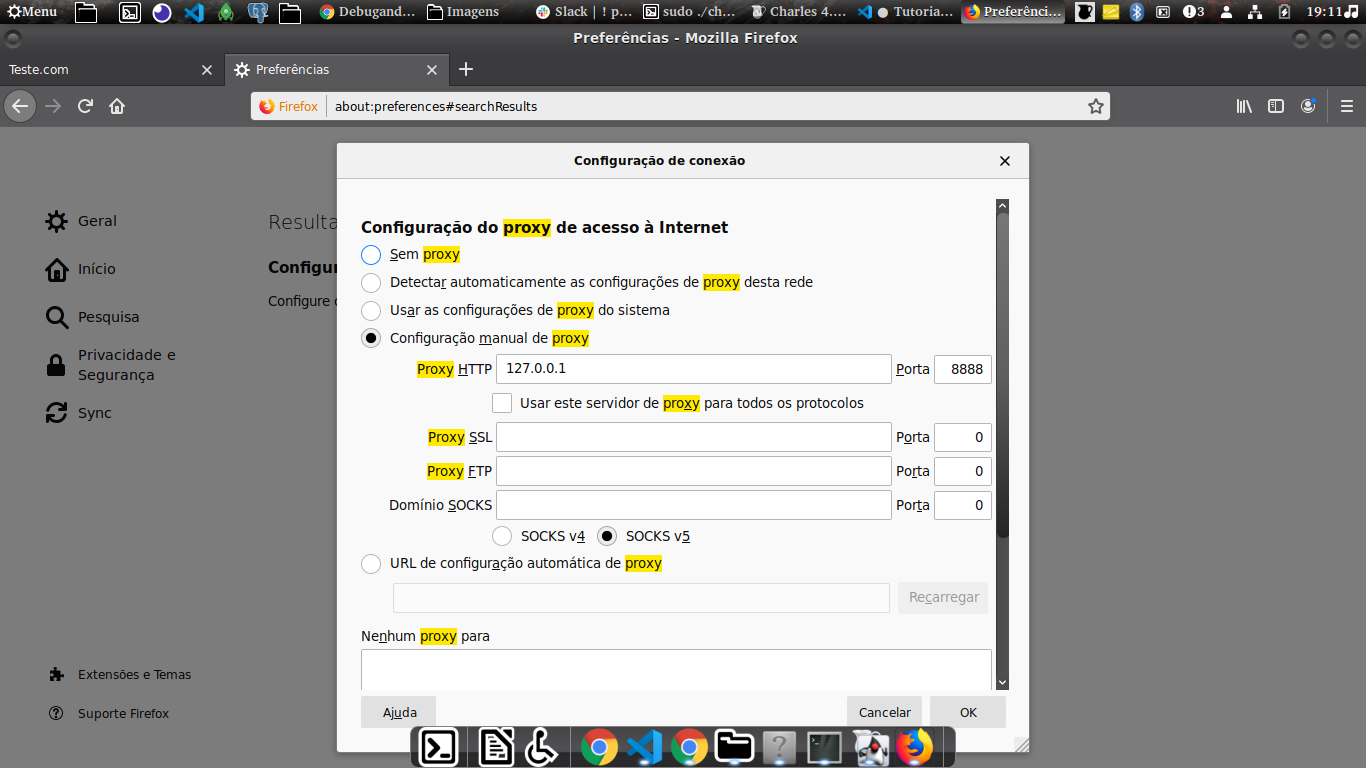 Menu Debugand... Imagens Slack | ! p... sudo ./ch... Charles 4.... ● Tutoria... Preferênci... 3 19:11
Preferências - Mozilla Firefox
Teste.com Preferências
Firefox about:preferences#searchResults
Configuração de conexão
Geral
Início
Pesquisa
Privacidade e
Segurança
Sync
Extensões e Temas
Suporte Firefox
Resulta
Configur
Configure
Configuração do proxy de acesso à Internet
Sem proxy
Detectar automaticamente as configurações de proxy desta rede
Usar as configurações de proxy do sistema
Configuração manual de proxy
Proxy HTTP 127.0.0.1 Porta 8888
Usar este servidor de proxy para todos os protocolos
Proxy SSL Porta 0
Proxy FTP Porta 0
Domínio SOCKS Porta 0
SOCKS v4 SOCKS v5
URL de configuração automática de proxy
Recarregar
Nenhum proxy para
Ajuda Cancelar OK